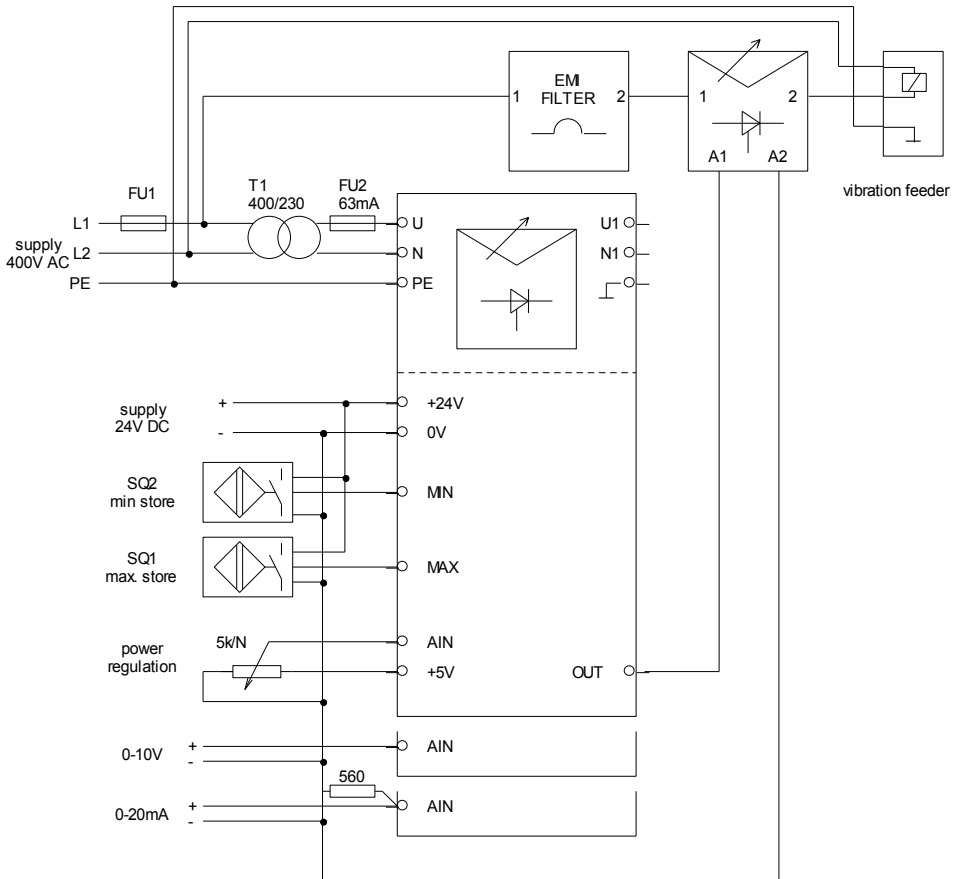 EMI
FILTER
1
2
1
2
A1
A2
vibration feeder
FU1
T1
400/230
FU2
63mA
L1
supply
400V AC
L2
PE
U
N
PE
U1
N1
supply
24V DC
+
-
+24V
0V
SQ2
min store
MIN
SQ1
max. store
MAX
power
regulation
5k/N
AIN
+5V
OUT
0-10V
+
-
AIN
560
0-20mA
+
-
AIN